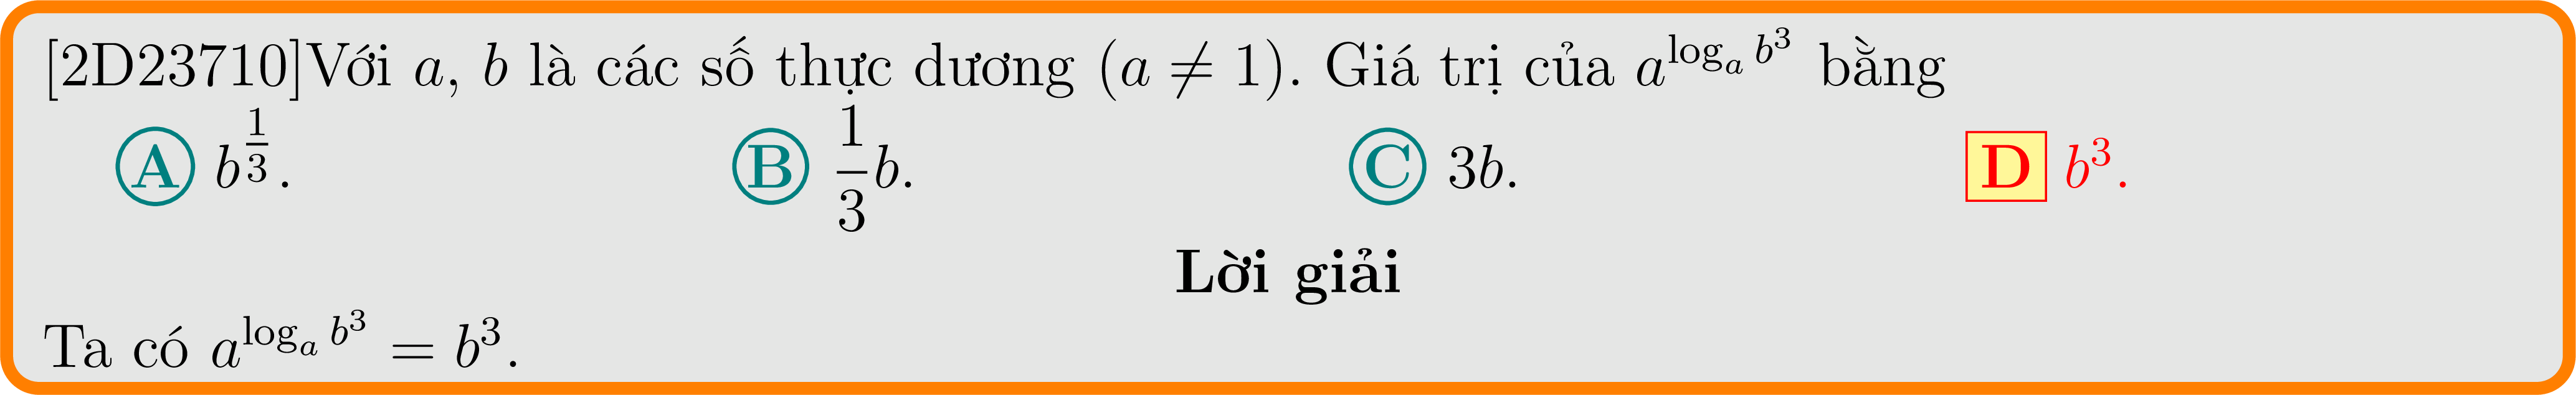 [2D23710]Với $a$, $b$ là các số thực dương $(a \neq 1)$. Giá trị của $a^{\log_a b^3}$ bằng
A $b^{\frac{1}{3}}$. B $\frac{1}{3}b$. C $3b$. D $b^3$.
Lời giải
Ta có $a^{\log_a b^3} = b^3$.